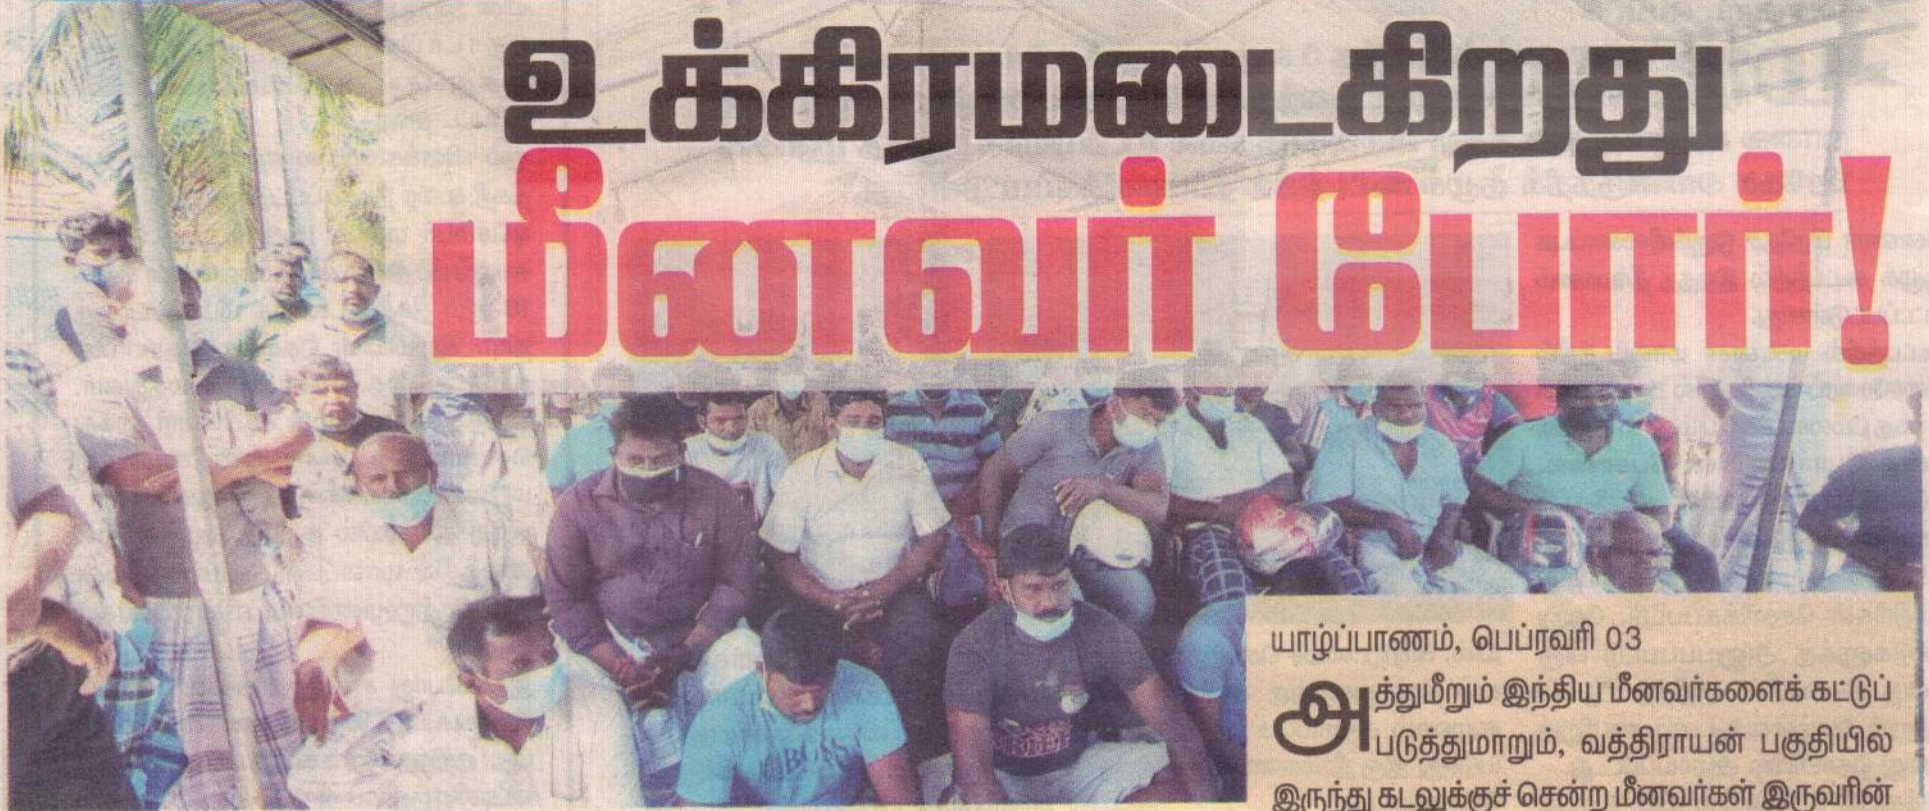 உக்கிரமடைகிறது
மீனவர் போர்!
யாழ்ப்பாணம், பெப்ரவரி 03
அத்துமீறும் இந்திய மீனவர்களைக் கட்டுப்
படுத்துமாறும், வத்திராயன் பகுதியில்
இருந்து கடலுக்குச் சென்ற மீனவர்கள் இருவரின்